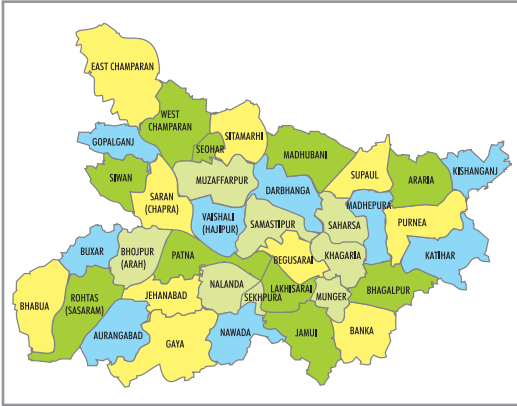 EAST CHAMPARAN
WEST
CHAMPARAN
GOPALGANJ
SEOHAR
SITAMARHI
MADHUBANI
SIWAN
MUZAFFARPUR
SUPAUL
ARARIA
KISHANGANJ
SARAN
(CHAPRA)
DARBHANGA
VAISHALI
(HAJIPUR)
SAMASTIPUR
SAHARSA
MADHEPURA
PURNEA
BUXAR
BHOJPUR
(ARAH)
PATNA
BEGUSARAI
KHAGARIA
KATIHAR
BHABUA
ROHTAS
(SASARAM)
JEHANABAD
NALANDA
SEKHPURA
LAKHISARAI
MUNGER
BHAGALPUR
AURANGABAD
GAYA
NAWADA
JAMUI
BANKA